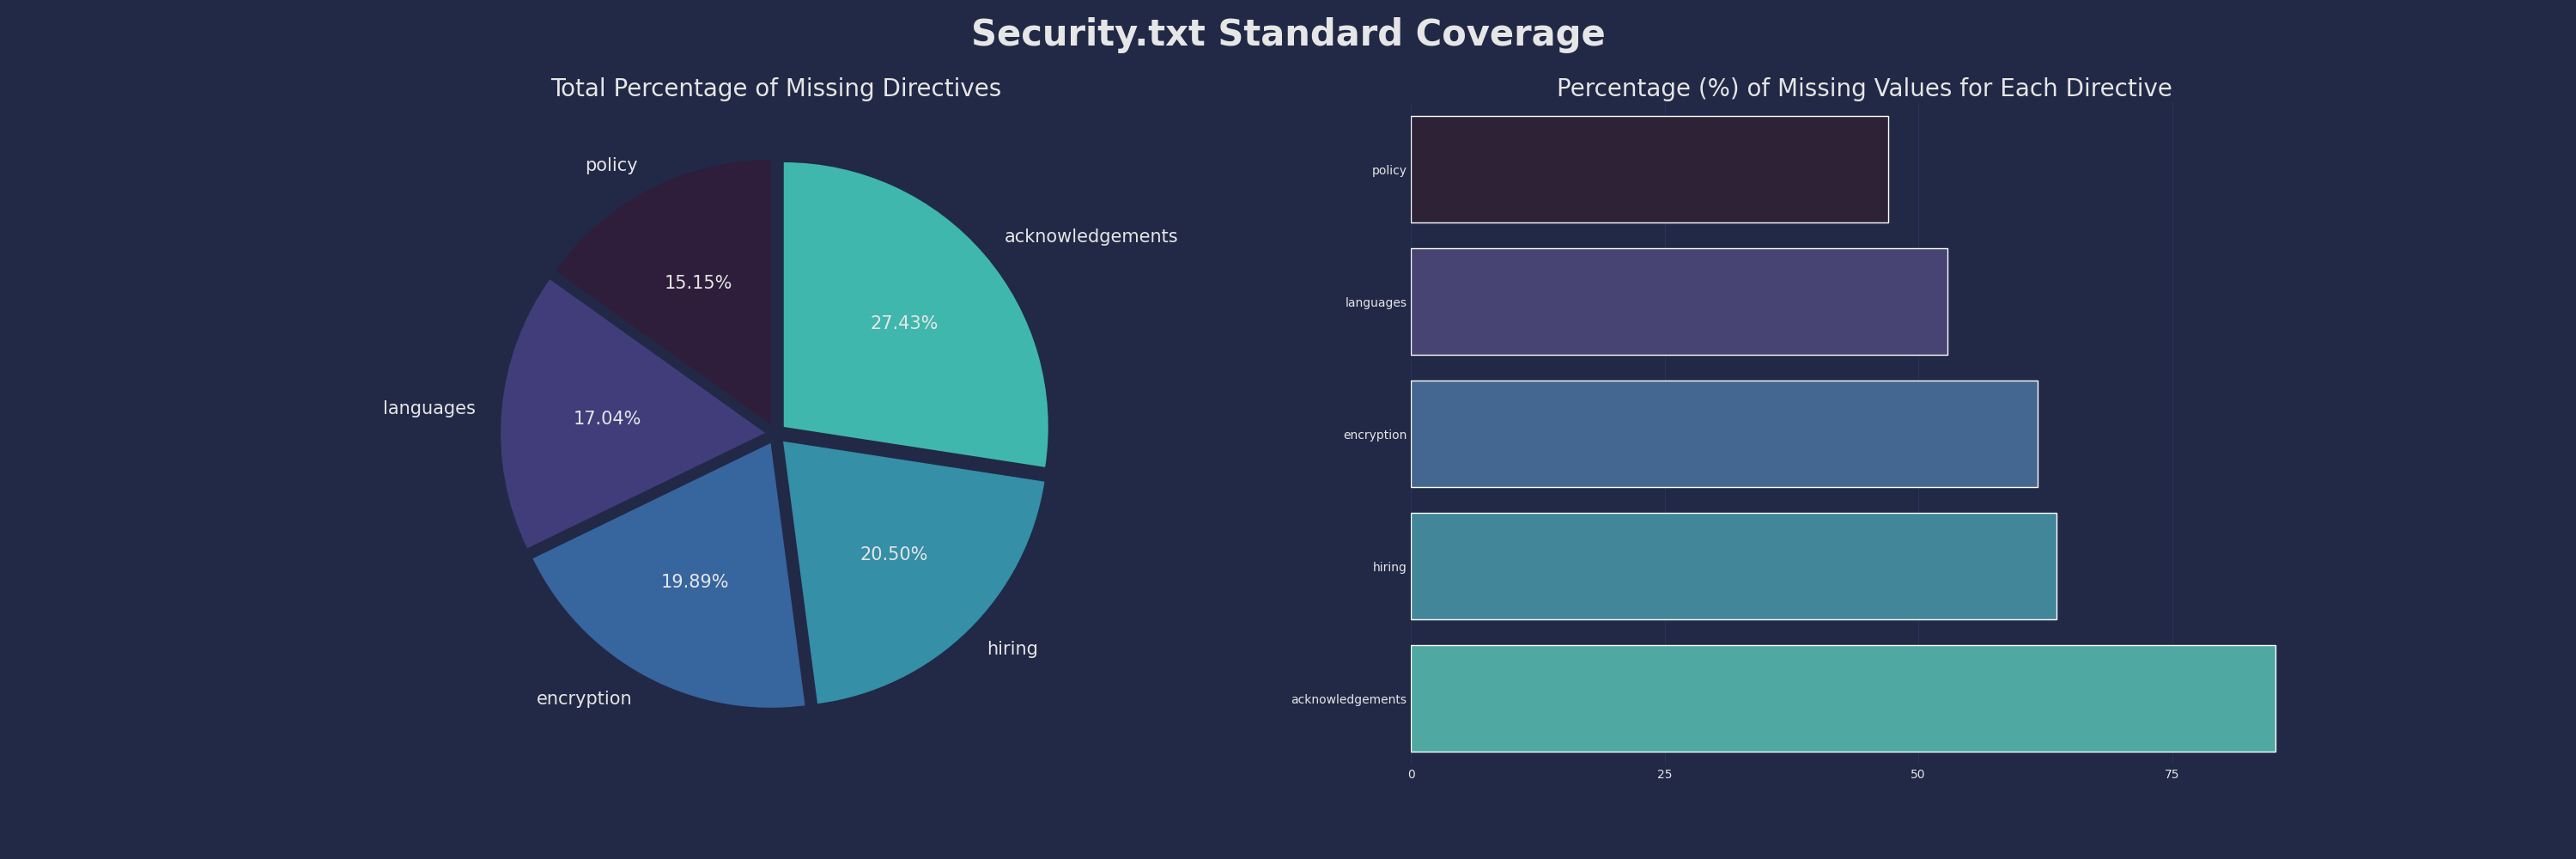 Security.txt Standard Coverage
Total Percentage of Missing Directives
policy
acknowledgements
15.15%
27.43%
languages
17.04%
20.50%
19.89%
hiring
encryption
Percentage (%) of Missing Values for Each Directive
policy
languages
encryption
hiring
acknowledgements
0 25 50 75